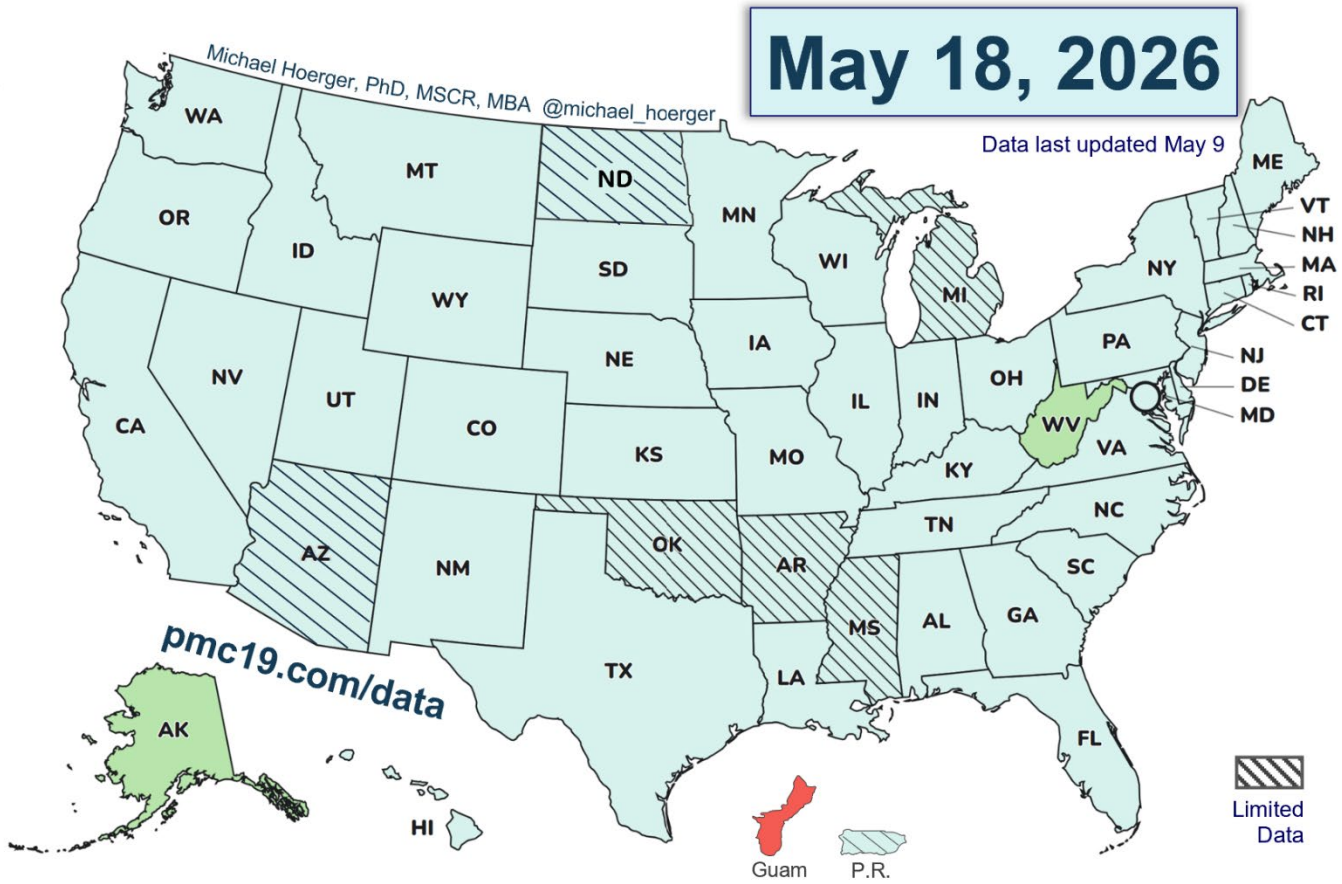 May 18, 2026
Michael Hoerger, PhD, MSCR, MBA @michael_hoerger
Data last updated May 9
WA
MT
ND
MN
ME
VT
NH
MA
RI
CT
OR
ID
SD
WI
MI
NY
WY
IA
PA
NJ
DE
MD
NE
NV
UT
CO
IL
IN
OH
WV
VA
CA
KS
MO
KY
NC
TN
AZ
NM
OK
AR
SC
MS
AL
GA
TX
LA
FL
pmc19.com/data
AK
HI
Guam
P.R.
Limited
Data